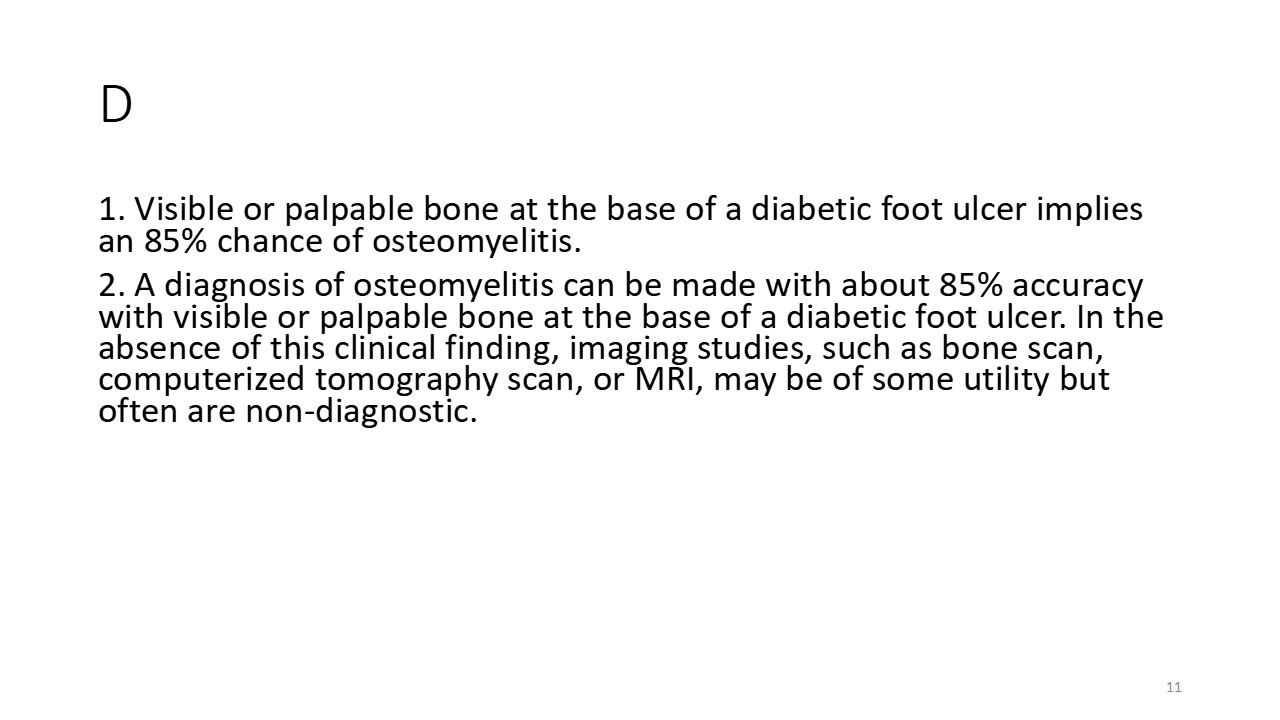 D
1. Visible or palpable bone at the base of a diabetic foot ulcer implies
an 85% chance of osteomyelitis.
2. A diagnosis of osteomyelitis can be made with about 85% accuracy
with visible or palpable bone at the base of a diabetic foot ulcer. In the
absence of this clinical finding, imaging studies, such as bone scan,
computerized tomography scan, or MRI, may be of some utility but
often are non-diagnostic.
11